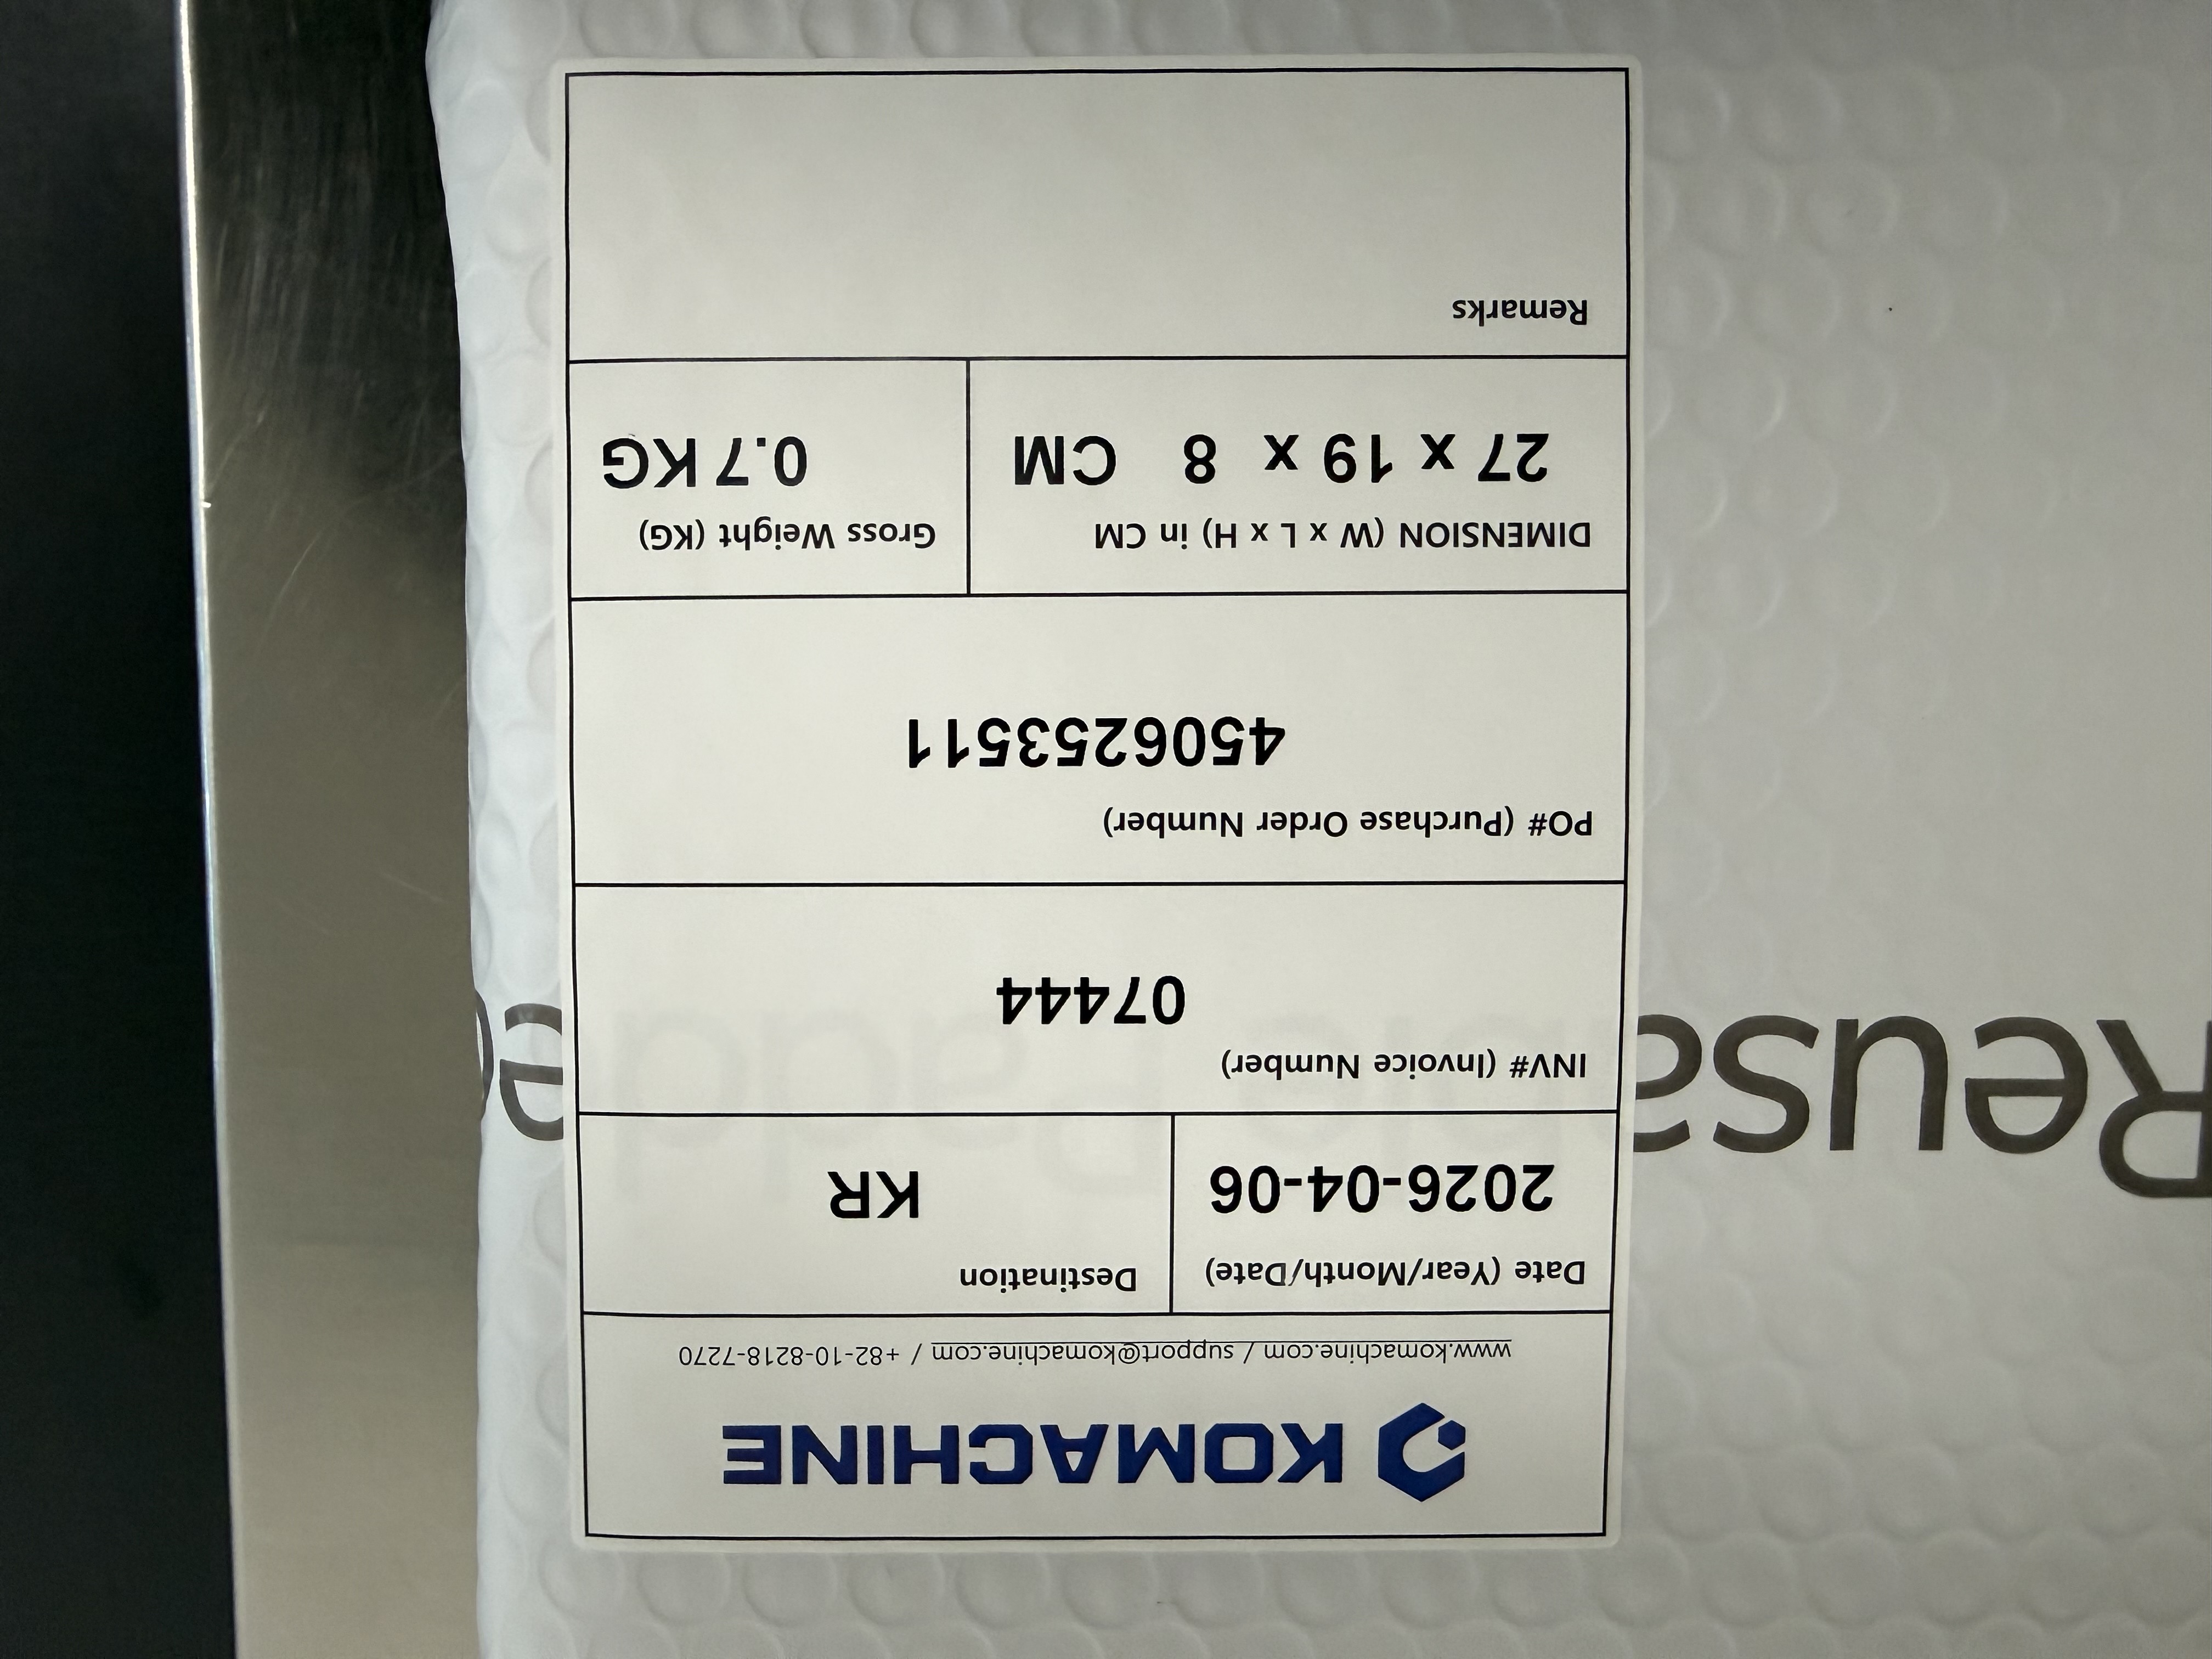 KOMACHINE
www.komachine.com / support@komachine.com / +82-10-8218-7270
Date (Year/Month/Date)
2026-04-06
Destination
KR
INV# (Invoice Number)
07444
PO# (Purchase Order Number)
4506253511
DIMENSION (W x L x H) in CM
27 x 19 x 8 CM
Gross Weight (KG)
0.7 KG
Remarks